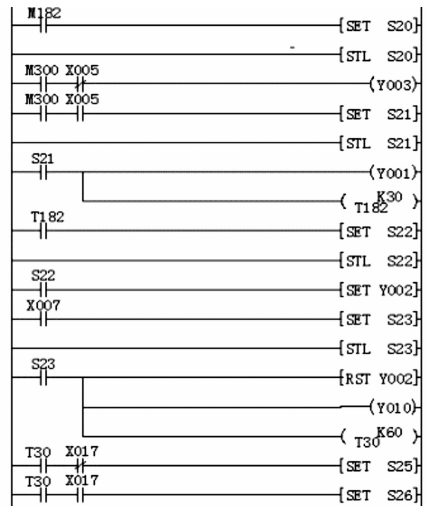 M182
SET S20
STL S20
M300 X005
Y003
M300 X005
SET S21
STL S21
S21
Y001
K30
T182
T182
SET S22
STL S22
S22
SET Y002
X007
SET S23
STL S23
S23
RST Y002
Y010
K60
T30
T30 X017
SET S25
T30 X017
SET S26